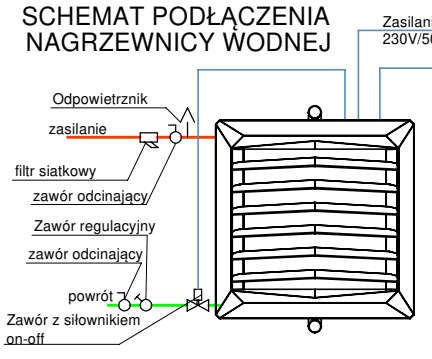 SCHEMAT PODŁĄCZENIA
NAGRZEWNICY WODNEJ
Odpowietrznik
zasilanie
filtr siatkowy
zawór odcinający
Zawór regulacyjny
zawór odcinający
powrót
Zawór z siłownikiem
on-off